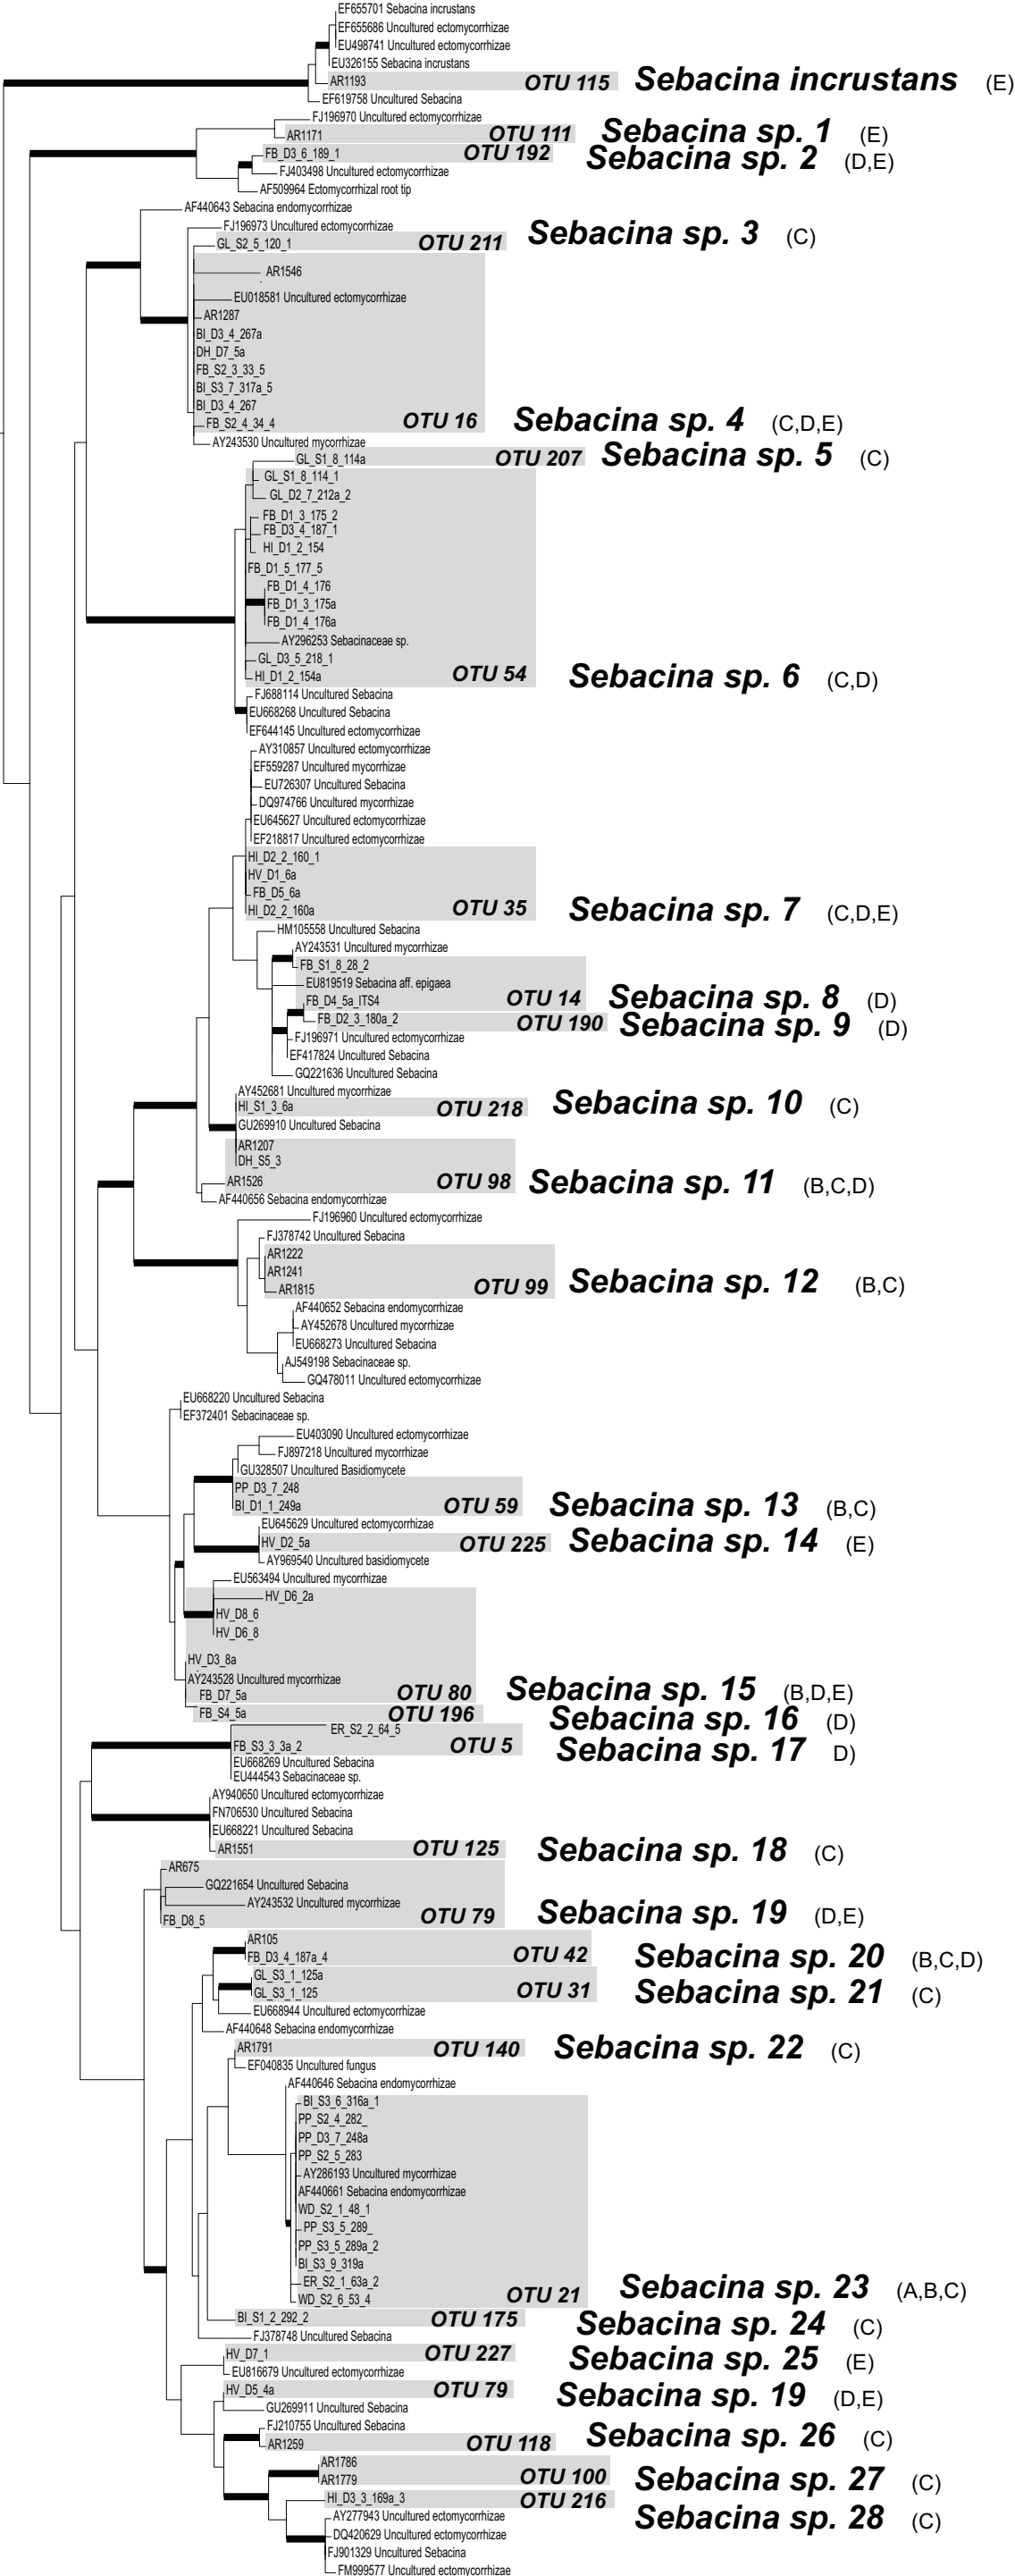 EF655701 Sebacina incrustans
EF655686 Uncultured ectomycorrhizae
EU498741 Uncultured ectomycorrhizae
EU326155 Sebacina incrustans
AR1193 OTU 115 Sebacina incrustans (E)
EF619758 Uncultured Sebacina
FJ196970 Uncultured ectomycorrhizae
AR1171 OTU 111 Sebacina sp. 1 (E)
FB_D3_6_189_1 OTU 192 Sebacina sp. 2 (D,E)
FJ403498 Uncultured ectomycorrhizae
AF509964 Ectomycorrhizal root tip
AF440643 Sebacina endomycorrhizae
FJ196973 Uncultured ectomycorrhizae
GL_S2_5_120_1 OTU 211 Sebacina sp. 3 (C)
AR1546
EU018581 Uncultured ectomycorrhizae
AR1287
BI_D3_4_267a
DH_D7_5a
FB_S2_3_33_5
BI_S3_7_317a_5
BI_D3_4_267
FB_S2_4_34_4 OTU 16 Sebacina sp. 4 (C,D,E)
AY243530 Uncultured mycorrhizae
GL_S1_8_114a OTU 207 Sebacina sp. 5 (C)
GL_S1_8_114_1
GL_D2_7_212a_2
FB_D1_3_175_2
FB_D3_4_187_1
HI_D1_2_154
FB_D1_5_177_5
FB_D1_4_176
FB_D1_3_175a
FB_D1_4_176a
AY296253 Sebacinaceae sp.
GL_D3_5_218_1
HI_D1_2_154a OTU 54 Sebacina sp. 6 (C,D)
FJ688114 Uncultured Sebacina
EU668268 Uncultured Sebacina
EF644145 Uncultured ectomycorrhizae
AY310857 Uncultured ectomycorrhizae
EF559287 Uncultured mycorrhizae
EU726307 Uncultured Sebacina
DQ974766 Uncultured mycorrhizae
EU645627 Uncultured ectomycorrhizae
EF218817 Uncultured ectomycorrhizae
HI_D2_2_160_1
HV_D1_6a
FB_D5_6a
HI_D2_2_160a OTU 35 Sebacina sp. 7 (C,D,E)
HM105558 Uncultured Sebacina
AY243531 Uncultured mycorrhizae
FB_S1_8_28_2
EU819519 Sebacina aff. epigaea
FB_D4_5a_ITS4 OTU 14 Sebacina sp. 8 (D)
FB_D2_3_180a_2 OTU 190 Sebacina sp. 9 (D)
FJ196971 Uncultured ectomycorrhizae
EF417824 Uncultured Sebacina
GQ221636 Uncultured Sebacina
AY452681 Uncultured mycorrhizae
HI_S1_3_6a OTU 218 Sebacina sp. 10 (C)
GU269910 Uncultured Sebacina
AR1207
DH_S5_3
AR1526 OTU 98 Sebacina sp. 11 (B,C,D)
AF440656 Sebacina endomycorrhizae
FJ196960 Uncultured ectomycorrhizae
FJ378742 Uncultured Sebacina
AR1222
AR1241
AR1815 OTU 99 Sebacina sp. 12 (B,C)
AF440652 Sebacina endomycorrhizae
AY452678 Uncultured mycorrhizae
EU668273 Uncultured Sebacina
AJ549198 Sebacinaceae sp.
GQ478011 Uncultured ectomycorrhizae
EU668220 Uncultured Sebacina
EF372401 Sebacinaceae sp.
EU403090 Uncultured ectomycorrhizae
FJ897218 Uncultured mycorrhizae
GU328507 Uncultured Basidiomycete
PP_D3_7_248
BI_D1_1_249a OTU 59 Sebacina sp. 13 (B,C)
EU645629 Uncultured ectomycorrhizae
HV_D2_5a OTU 225 Sebacina sp. 14 (E)
AY969540 Uncultured basidiomycete
EU563494 Uncultured mycorrhizae
HV_D6_2a
HV_D8_6
HV_D6_8
HV_D3_8a
AY243528 Uncultured mycorrhizae
FB_D7_5a OTU 80 Sebacina sp. 15 (B,D,E)
FB_S4_5a OTU 196 Sebacina sp. 16 (D)
ER_S2_2_64_5
FB_S3_3_3a_2 OTU 5 Sebacina sp. 17 D)
EU668269 Uncultured Sebacina
EU444543 Sebacinaceae sp.
AY940650 Uncultured ectomycorrhizae
FN706530 Uncultured Sebacina
EU668221 Uncultured Sebacina
AR1551 OTU 125 Sebacina sp. 18 (C)
AR675
GQ221654 Uncultured Sebacina
AY243532 Uncultured mycorrhizae
FB_D8_5 OTU 79 Sebacina sp. 19 (D,E)
AR105
FB_D3_4_187a_4 OTU 42 Sebacina sp. 20 (B,C,D)
GL_S3_1_125a
GL_S3_1_125 OTU 31 Sebacina sp. 21 (C)
EU668944 Uncultured ectomycorrhizae
AF440648 Sebacina endomycorrhizae
AR1791 OTU 140 Sebacina sp. 22 (C)
EF040835 Uncultured fungus
AF440646 Sebacina endomycorrhizae
BI_S3_6_316a_1
PP_S2_4_282_
PP_D3_7_248a
PP_S2_5_283
AY286193 Uncultured mycorrhizae
AF440661 Sebacina endomycorrhizae
WD_S2_1_48_1
PP_S3_5_289_
PP_S3_5_289a_2
BI_S3_9_319a
ER_S2_1_63a_2
WD_S2_6_53_4 OTU 21 Sebacina sp. 23 (A,B,C)
BI_S1_2_292_2 OTU 175 Sebacina sp. 24 (C)
FJ378748 Uncultured Sebacina
HV_D7_1 OTU 227 Sebacina sp. 25 (E)
EU816679 Uncultured ectomycorrhizae
HV_D5_4a OTU 79 Sebacina sp. 19 (D,E)
GU269911 Uncultured Sebacina
FJ210755 Uncultured Sebacina
AR1259 OTU 118 Sebacina sp. 26 (C)
AR1786
AR1779 OTU 100 Sebacina sp. 27 (C)
HI_D3_3_169a_3 OTU 216 Sebacina sp. 28 (C)
AY277943 Uncultured ectomycorrhizae
DQ420629 Uncultured ectomycorrhizae
FJ901329 Uncultured Sebacina
FM999577 Uncultured ectomycorrhizae